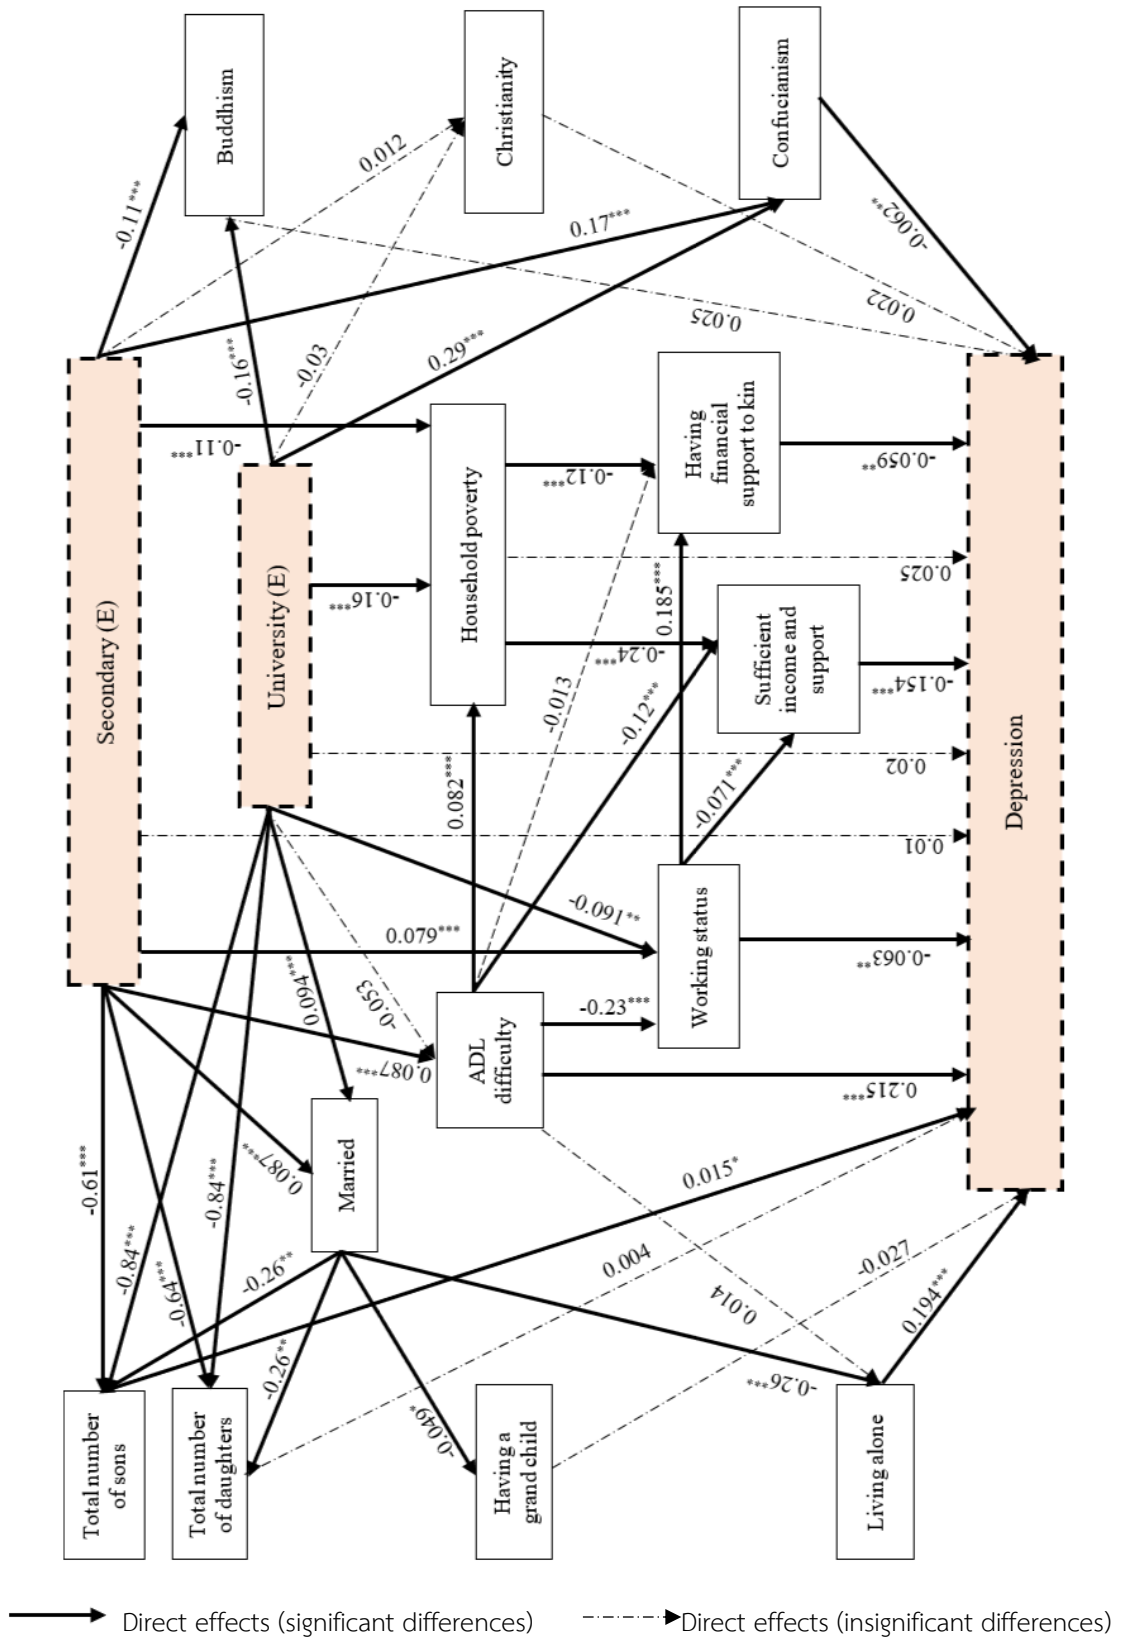 Buddhism
Christianity
Confucianism
-0.11***
0.012
0.17***
-0.062**
-0.16***
-0.03
0.29***
0.025
0.022
Secondary (E)
University (E)
-0.11***
-0.16***
Household poverty
Having
financial
support to kin
-0.12***
-0.059**
0.025
0.185***
-0.24***
Sufficient
income and
support
-0.154***
-0.013
-0.12***
0.02
0.01
Depression
0.082***
-0.071***
Working status
-0.063**
0.079***
0.094***
-0.053
0.087***
ADL
difficulty
-0.23***
0.215***
-0.61***
-0.84***
-0.64***
-0.84***
0.087***
Married
-0.26**
-0.26**
-0.049*
-0.26***
0.015*
0.004
0.014
-0.027
0.194***
Total number
of sons
Total number
of daughters
Having a
grand child
Living alone
Direct effects (significant differences)
Direct effects (insignificant differences)